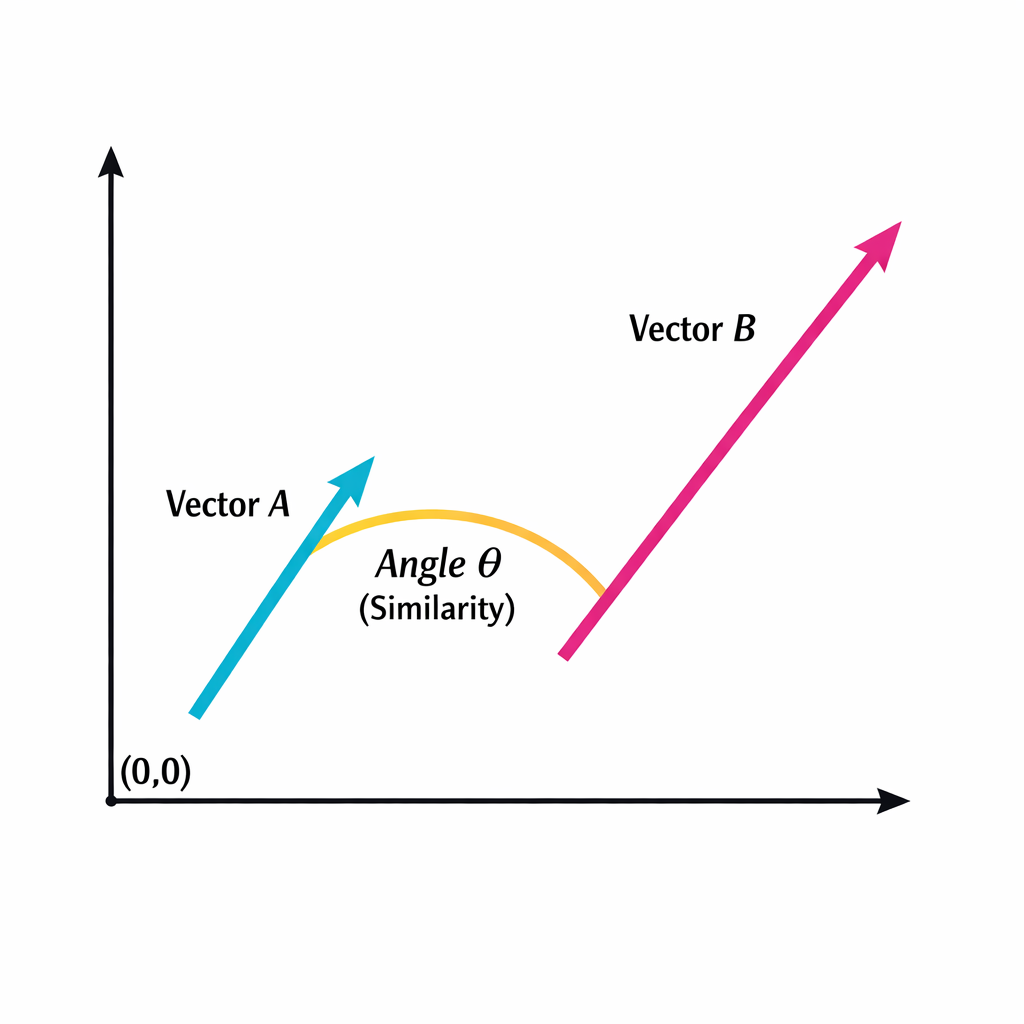 Vector B
Vector A
Angle θ
(Similarity)
(0,0)